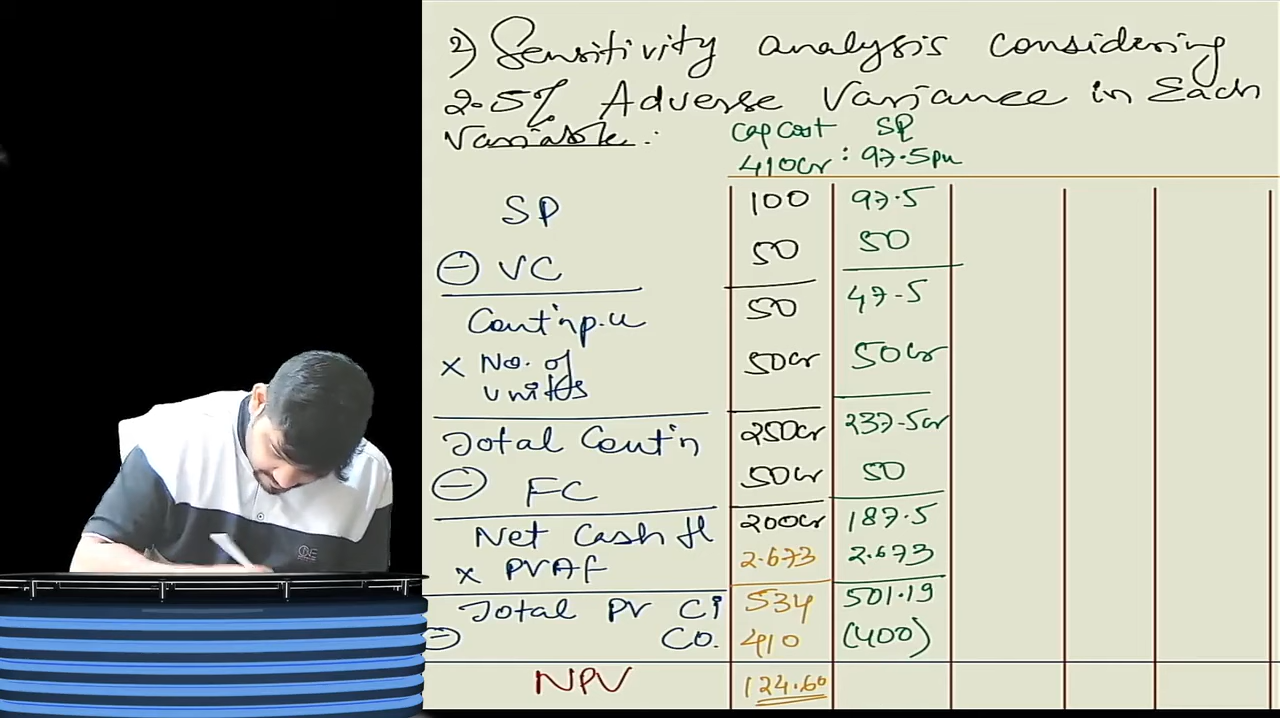 2) Sensitivity analysis considering
2.5% Adverse Variance in Each
Variable :
Cap Cost SP
410Cr : 97.5pu
SP 100 97.5
(-) VC 50 50
Cont'n p.u 50 47.5
x No. of units 50Cr 50Cr
Total Cont'n 250Cr 237.5Cr
(-) FC 50Cr 50
Net Cash fl 200Cr 187.5
x PVAF 2.673 2.673
Total PV CI 534 501.19
(-) CO. 410 (400)
NPV 124.60